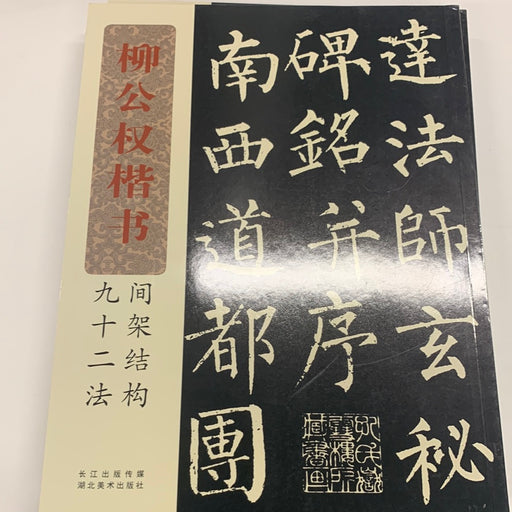 柳公权楷书
间架结构
九十二法
长江出版传媒
湖北美术出版社
達法師玄秘
碑銘并序
南西道都團